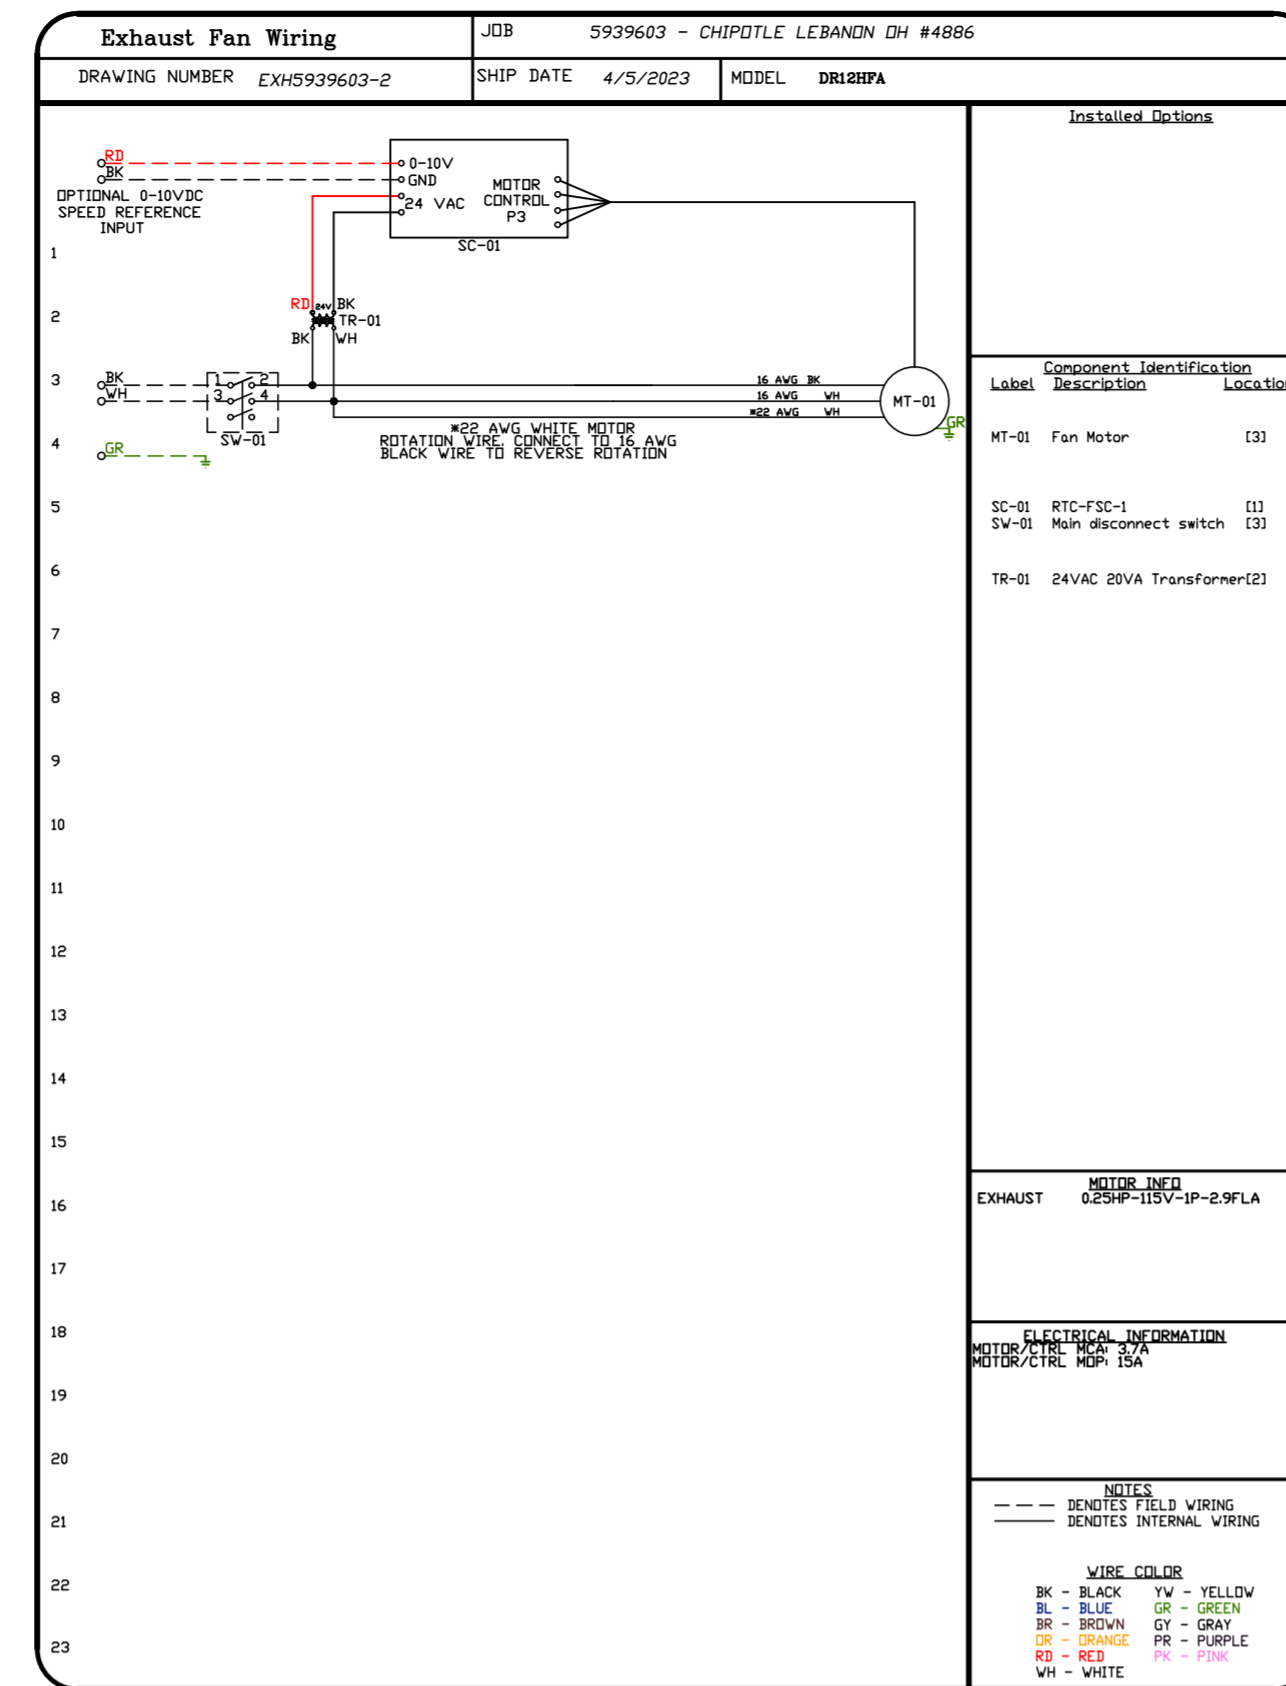 Exhaust Fan Wiring
JOB 5939603 - CHIPOTLE LEBANON OH #4886
DRAWING NUMBER EXH5939603-2
SHIP DATE 4/5/2023
MODEL DR12HFA
RD
BK
OPTIONAL 0-10VDC
SPEED REFERENCE
INPUT
0-10V
GND
24 VAC
MOTOR
CONTROL
P3
SC-01
RD 24V BK
TR-01
BK WH
BK
WH
1 2
3 4
SW-01
GR
16 AWG BK
16 AWG WH
*22 AWG WH
MT-01
GR
*22 AWG WHITE MOTOR
ROTATION WIRE. CONNECT TO 16 AWG
BLACK WIRE TO REVERSE ROTATION
1
2
3
4
5
6
7
8
9
10
11
12
13
14
15
16
17
18
19
20
21
22
23
Installed Options
Component Identification
Label Description Location
MT-01 Fan Motor [3]
SC-01 RTC-FSC-1 [1]
SW-01 Main disconnect switch [3]
TR-01 24VAC 20VA Transformer[2]
MOTOR INFO
EXHAUST 0.25HP-115V-1P-2.9FLA
ELECTRICAL INFORMATION
MOTOR/CTRL MCA: 3.7A
MOTOR/CTRL MOP: 15A
NOTES
DENOTES FIELD WIRING
DENOTES INTERNAL WIRING
WIRE COLOR
BK - BLACK YW - YELLOW
BL - BLUE GR - GREEN
BR - BROWN GY - GRAY
OR - ORANGE PR - PURPLE
RD - RED PK - PINK
WH - WHITE